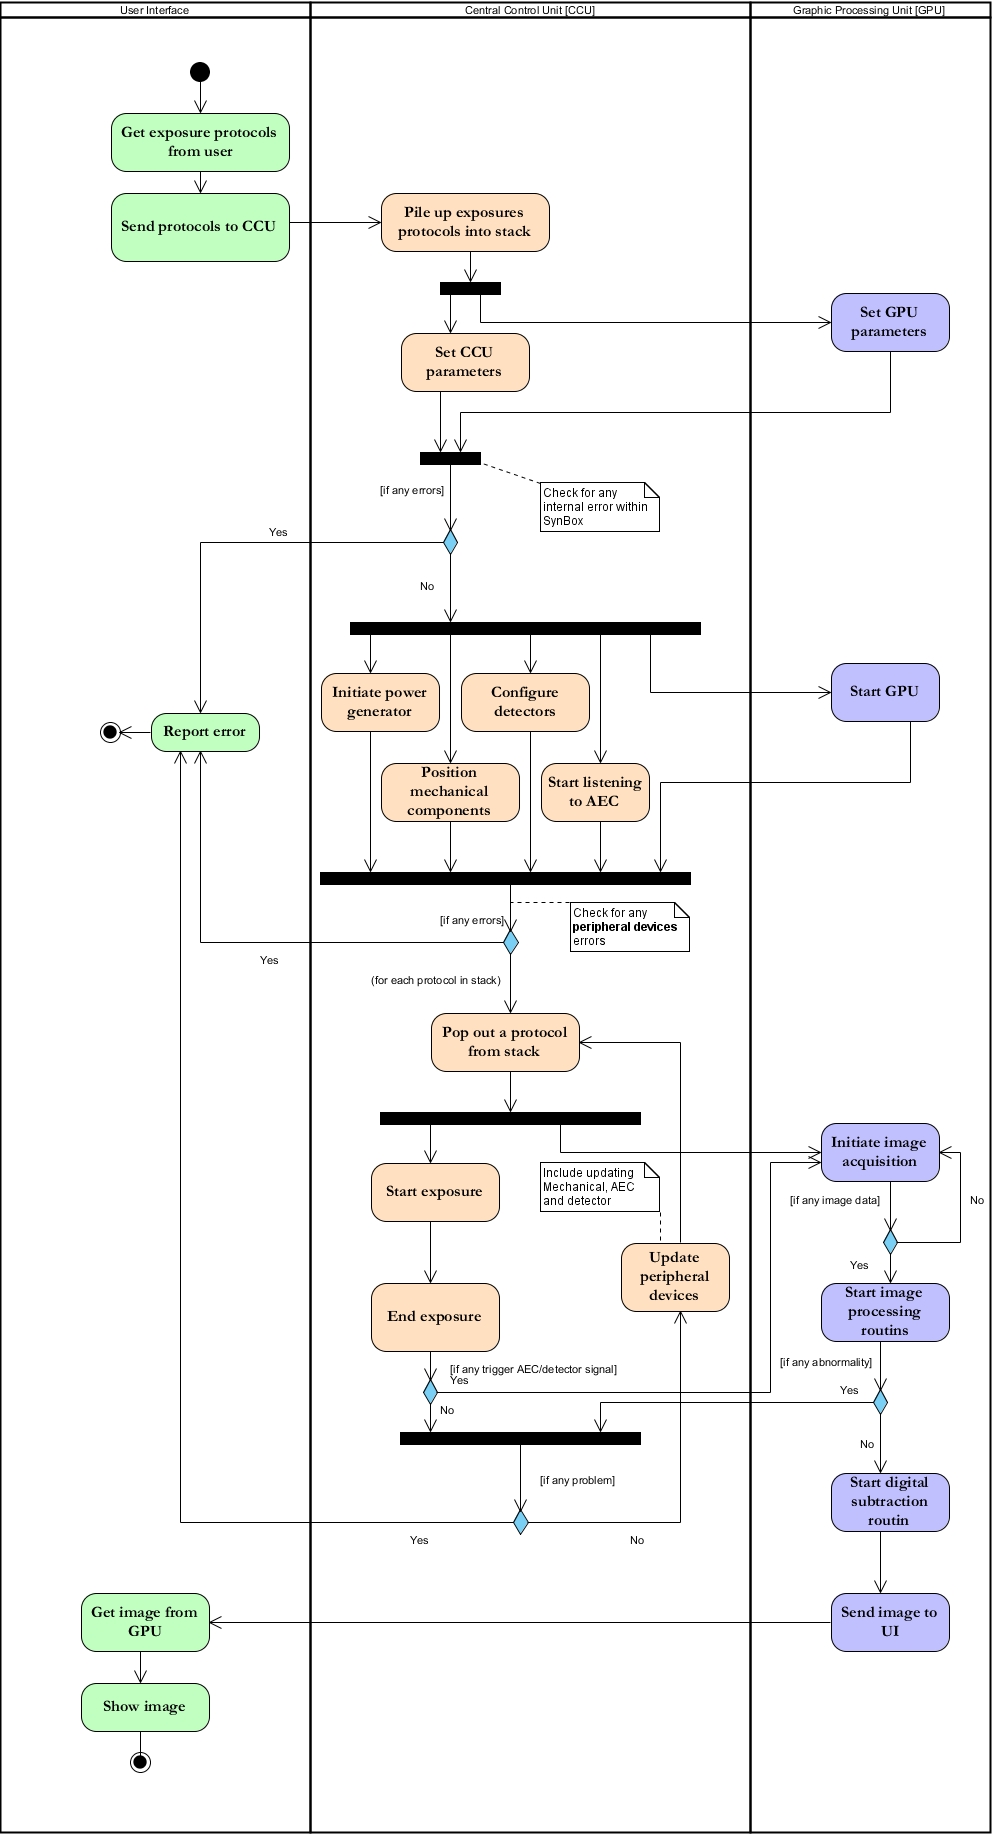 User Interface
Central Control Unit [CCU]
Graphic Processing Unit [GPU]
Get exposure protocols
from user
Send protocols to CCU
Pile up exposures
protocols into stack
Set GPU
parameters
Set CCU
parameters
[if any errors]
Check for any
internal error within
SynBox
Yes
No
Initiate power
generator
Configure
detectors
Start GPU
Report error
Position
mechanical
components
Start listening
to AEC
[if any errors]
Check for any
peripheral devices
errors
Yes
(for each protocol in stack)
Pop out a protocol
from stack
Initiate image
acquisition
Start exposure
Include updating
Mechanical, AEC
and detector
[if any image data]
No
Yes
Update
peripheral
devices
End exposure
Start image
processing
routins
[if any trigger AEC/detector signal]
Yes
[if any abnormality]
Yes
No
No
[if any problem]
Start digital
subtraction
routin
Yes
No
Get image from
GPU
Send image to
UI
Show image